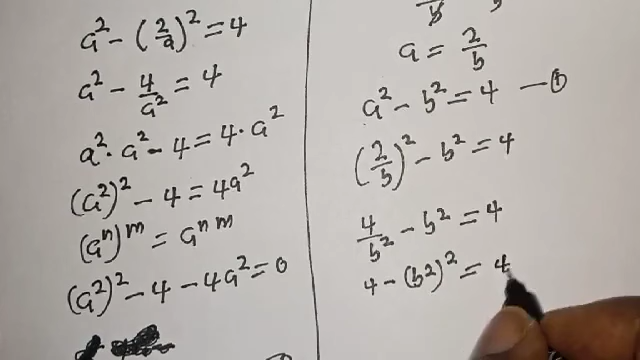 a² - (2/a)² = 4
a² - 4/a² = 4
a² · a² - 4 = 4 · a²
(a²)² - 4 = 4a²
(aⁿ)ᵐ = aⁿᵐ
(a²)² - 4 - 4a² = 0
a = 2/b
a² - b² = 4 — ①
(2/b)² - b² = 4
4/b² - b² = 4
4 - (b²)² = 4